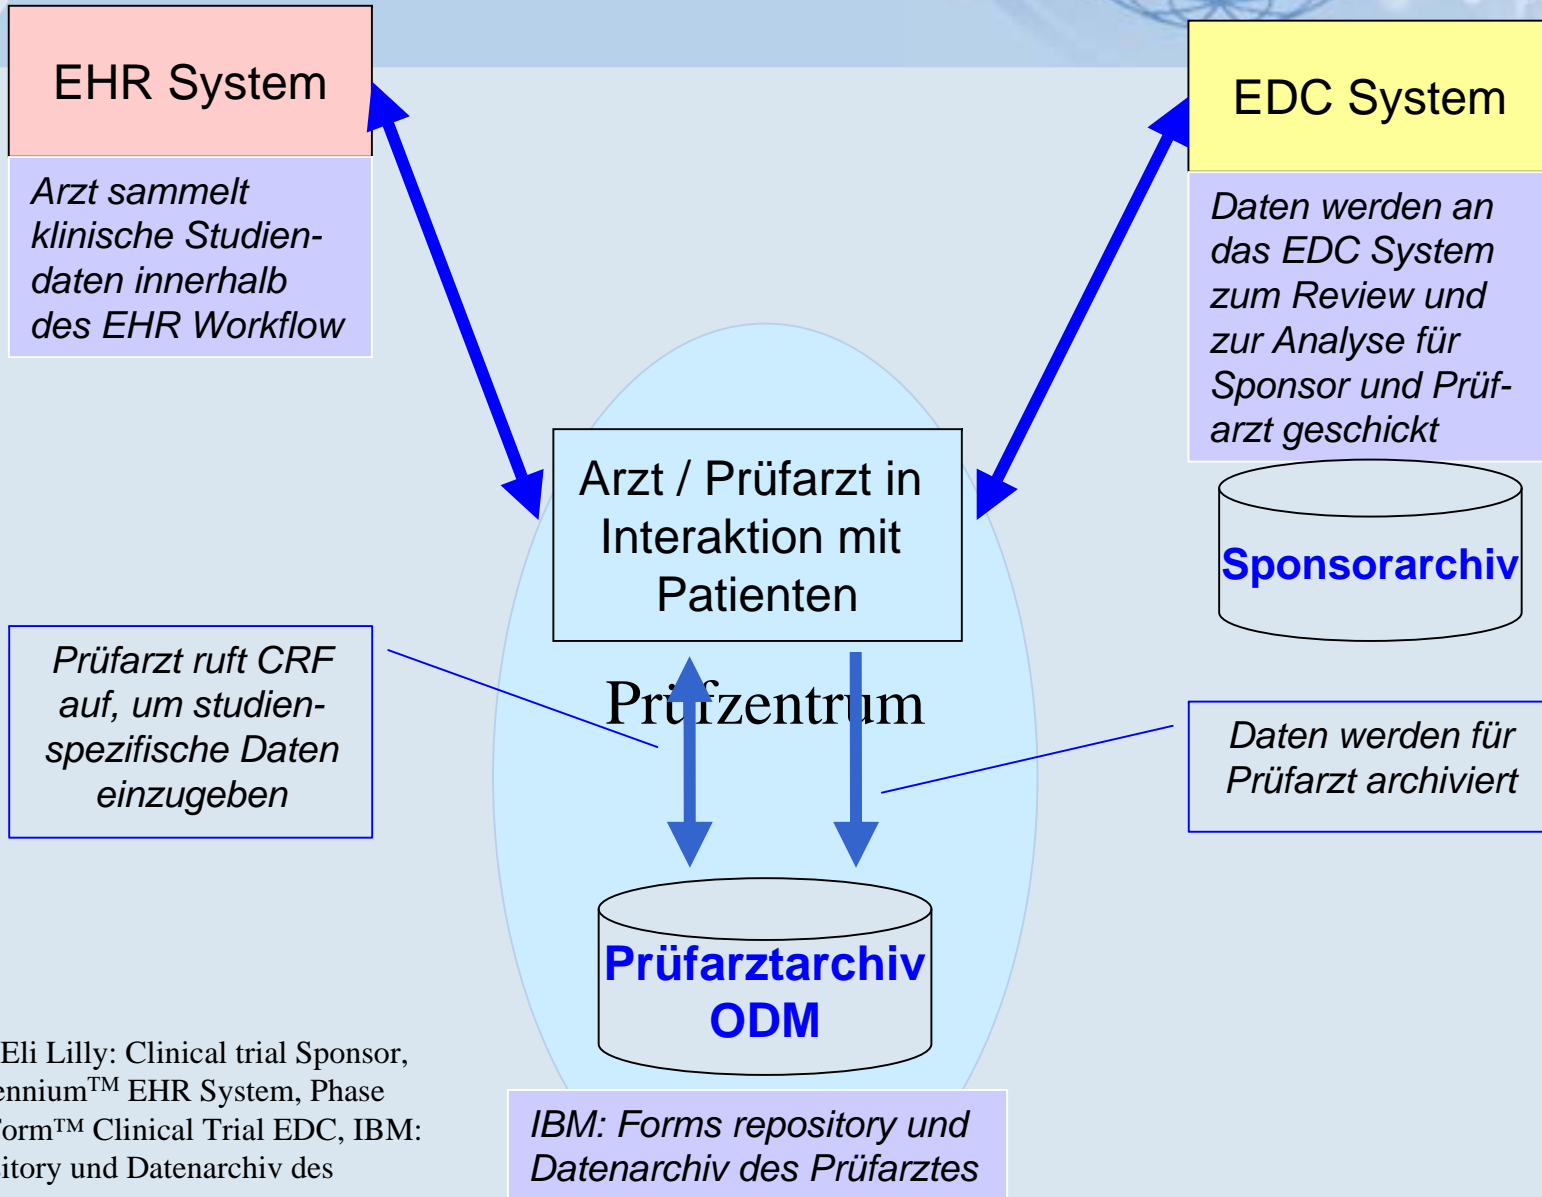 EHR System
Arzt sammelt
klinische Studien-
daten innerhalb
des EHR Workflow
EDC System
Daten werden an
das EDC System
zum Review und
zur Analyse für
Sponsor und Prüf-
arzt geschickt
Sponsorarchiv
Arzt / Prüfarzt in
Interaktion mit
Patienten
Prüfzentrum
Prüfarzt ruft CRF
auf, um studien-
spezifische Daten
einzugeben
Daten werden für
Prüfarzt archiviert
Prüfarztarchiv
ODM
Eli Lilly: Clinical trial Sponsor,
ennium™ EHR System, Phase
Form™ Clinical Trial EDC, IBM:
itory und Datenarchiv des
IBM: Forms repository und
Datenarchiv des Prüfarztes